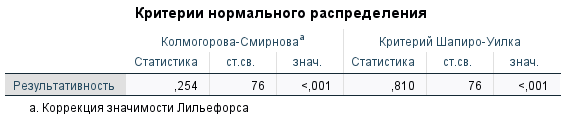 Критерии нормального распределения
Колмогорова-Смирноваª Критерий Шапиро-Уилка
Статистика ст.св. знач. Статистика ст.св. знач.
Результативность ,254 76 <,001 ,810 76 <,001
a. Коррекция значимости Лильефорса